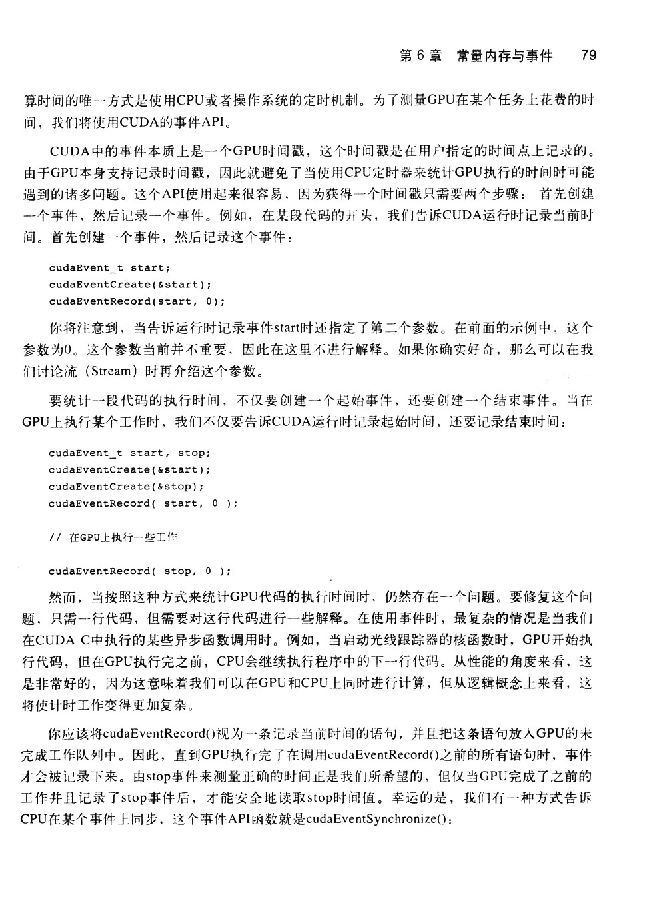 第 6 章 常量内存与事件 79
算时间的唯一方式是使用CPU或者操作系统的定时机制。为了测量GPU在某个任务上花费的时
间，我们将使用CUDA的事件API。
CUDA中的事件本质上是一个GPU时间戳，这个时间戳是在用户指定的时间点上记录的。
由于GPU本身支持记录时间戳，因此就避免了当使用CPU定时器来统计GPU执行的时间时可能
遇到的诸多问题。这个API使用起来很容易，因为获得一个时间戳只需要两个步骤：首先创建
一个事件，然后记录一个事件。例如，在某段代码的开头，我们告诉CUDA运行时记录当前时
间。首先创建一个事件，然后记录这个事件：
cudaEvent_t start;
cudaEventCreate(&start);
cudaEventRecord(start, 0);
你将注意到，当告诉运行时记录事件start时还指定了第二个参数。在前面的示例中，这个
参数为0。这个参数当前并不重要，因此在这里不进行解释。如果你确实好奇，那么可以在我
们讨论流（Stream）时再介绍这个参数。
要统计一段代码的执行时间，不仅要创建一个起始事件，还要创建一个结束事件。当在
GPU上执行某个工作时，我们不仅要告诉CUDA运行时记录起始时间，还要记录结束时间：
cudaEvent_t start, stop;
cudaEventCreate(&start);
cudaEventCreate(&stop);
cudaEventRecord( start, 0 );
// 在GPU上执行一些工作
cudaEventRecord( stop, 0 );
然而，当按照这种方式来统计GPU代码的执行时间时，仍然存在一个问题。要修复这个问
题，只需一行代码，但需要对这行代码进行一些解释。在使用事件时，最复杂的情况是当我们
在CUDA C中执行的某些异步函数调用时。例如，当启动光线跟踪器的核函数时，GPU开始执
行代码，但在GPU执行完之前，CPU会继续执行程序中的下一行代码。从性能的角度来看，这
是非常好的，因为这意味着我们可以在GPU和CPU上同时进行计算，但从逻辑概念上来看，这
将使计时工作变得更加复杂。
你应该将cudaEventRecord()视为一条记录当前时间的语句，并且把这条语句放入GPU的未
完成工作队列中。因此，直到GPU执行完了在调用cudaEventRecord()之前的所有语句时，事件
才会被记录下来。由stop事件来测量正确的时间正是我们所希望的，但仅当GPU完成了之前的
工作并且记录了stop事件后，才能安全地读取stop时间值。幸运的是，我们有一种方式告诉
CPU在某个事件上同步，这个事件API函数就是cudaEventSynchronize()：